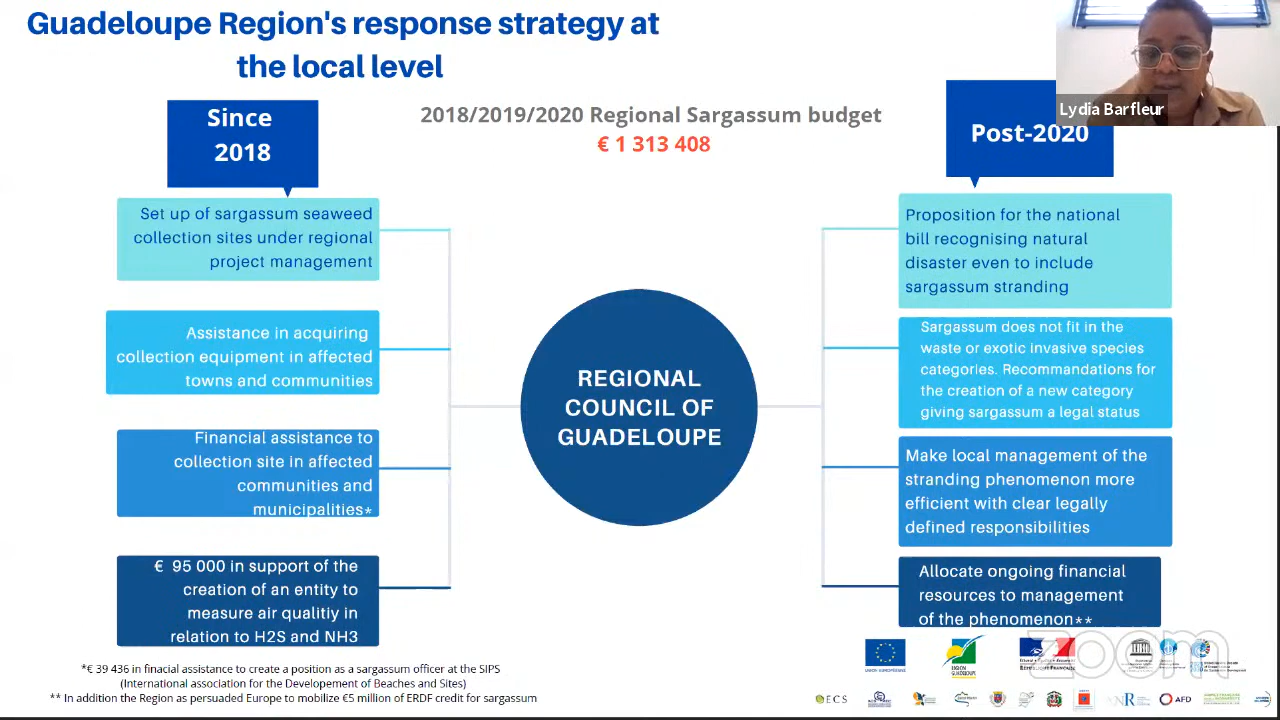 Guadeloupe Region's response strategy at
the local level
Lydia Barfleur
Since
2018
2018/2019/2020 Regional Sargassum budget
€ 1 313 408
Post-2020
Set up of sargassum seaweed
collection sites under regional
project management
Assistance in acquiring
collection equipment in affected
towns and communities
Financial assistance to
collection site in affected
communities and
municipalities*
€ 95 000 in support of the
creation of an entity to
measure air qualitiy in
relation to H2S and NH3
REGIONAL
COUNCIL OF
GUADELOUPE
Proposition for the national
bill recognising natural
disaster even to include
sargassum stranding
Sargassum does not fit in the
waste or exotic invasive species
categories. Recommandations for
the creation of a new category
giving sargassum a legal status
Make local management of the
stranding phenomenon more
efficient with clear legally
defined responsibilities
Allocate ongoing financial
resources to management
of the phenomenon**
*€ 39 436 in finacial assistance to create a position as a sargassum officer at the SIPS
(International association for the Development of Beaches and Sites)
** In addition the Region as persuaded Europe to mobilize €5 million of ERDF credit for sargassum
zoom
ECS
AFD